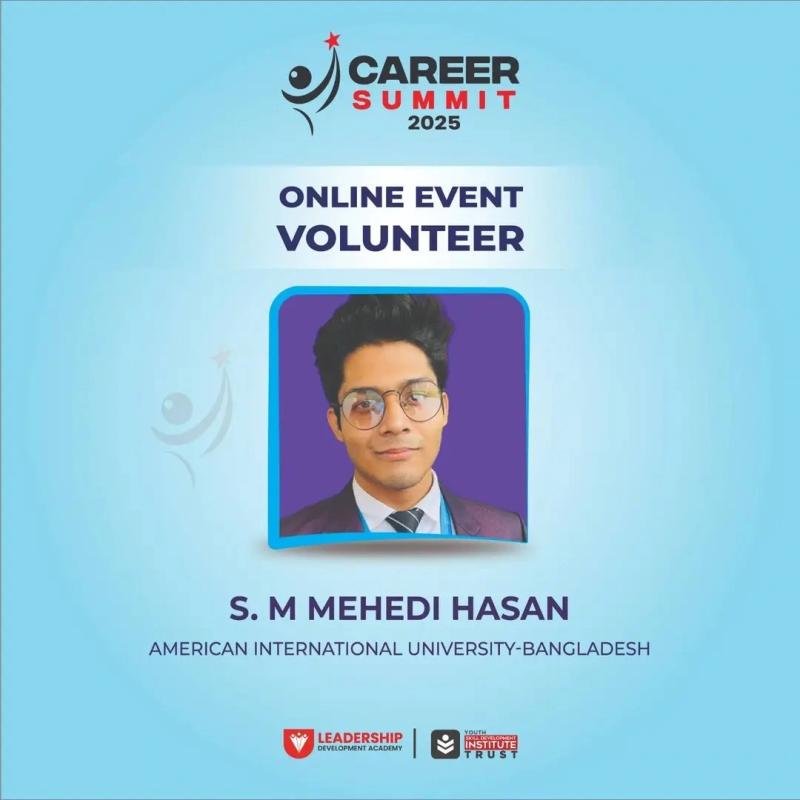 CAREER
SUMMIT
2025
ONLINE EVENT
VOLUNTEER
S. M MEHEDI HASAN
AMERICAN INTERNATIONAL UNIVERSITY-BANGLADESH
LEADERSHIP
DEVELOPMENT ACADEMY
YOUTH
SKILL DEVELOPMENT
INSTITUTE
TRUST